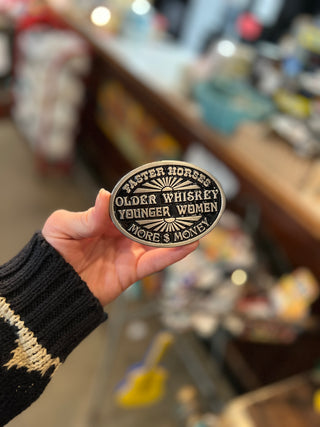 FASTER HORSES
OLDER WHISKEY
YOUNGER WOMEN
MORE $ MONEY